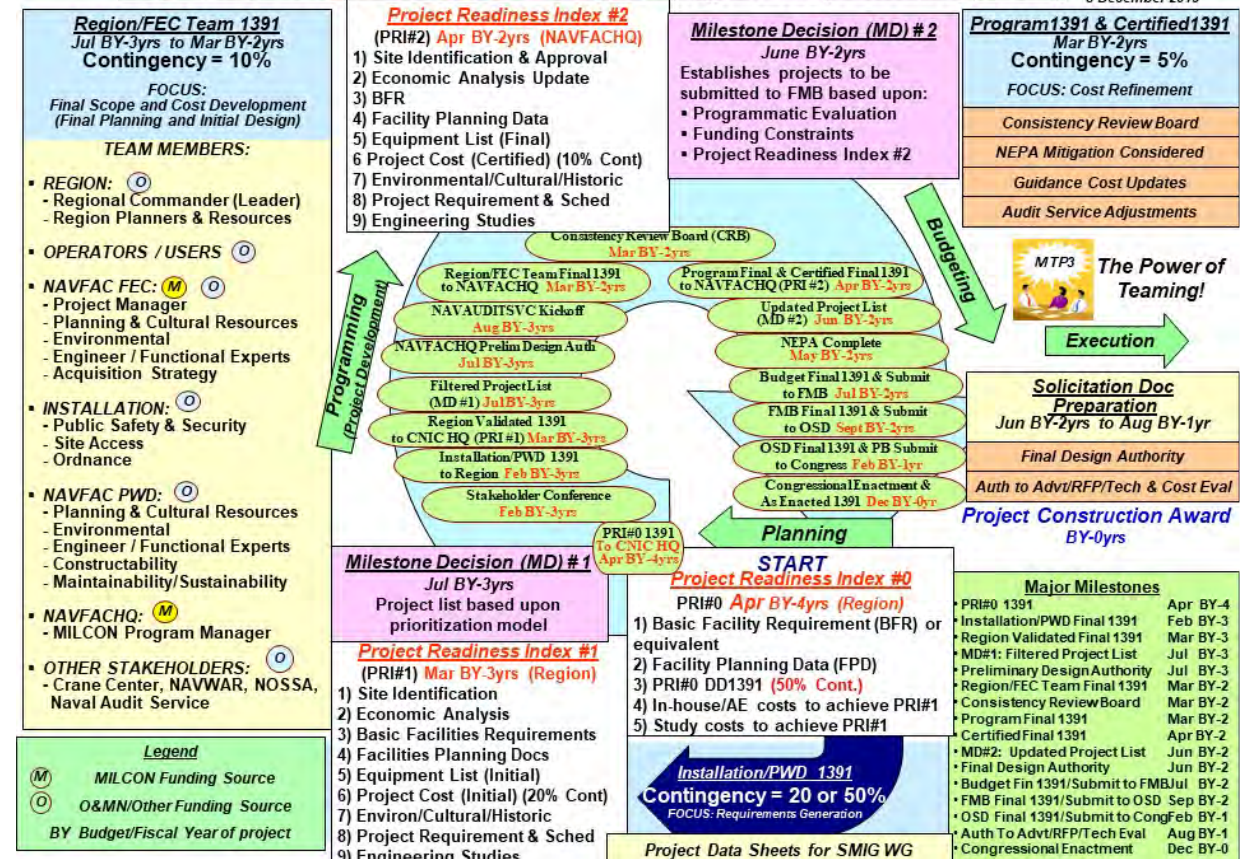 Region/FEC Team 1391
Jul BY-3yrs to Mar BY-2yrs
Contingency = 10%
FOCUS:
Final Scope and Cost Development
(Final Planning and Initial Design)
TEAM MEMBERS:
▪ REGION: O
- Regional Commander (Leader)
- Region Planners & Resources
▪ OPERATORS / USERS O
▪ NAVFAC FEC: M O
- Project Manager
- Planning & Cultural Resources
- Environmental
- Engineer / Functional Experts
- Acquisition Strategy
▪ INSTALLATION: O
- Public Safety & Security
- Site Access
- Ordnance
▪ NAVFAC PWD: O
- Planning & Cultural Resources
- Environmental
- Engineer / Functional Experts
- Constructability
- Maintainability/Sustainability
▪ NAVFACHQ: M
- MILCON Program Manager
▪ OTHER STAKEHOLDERS: O
- Crane Center, NAVWAR, NOSSA,
Naval Audit Service
Legend
M MILCON Funding Source
O O&MN/Other Funding Source
BY Budget/Fiscal Year of project
Project Readiness Index #2
(PRI#2) Apr BY-2yrs (NAVFACHQ)
1) Site Identification & Approval
2) Economic Analysis Update
3) BFR
4) Facility Planning Data
5) Equipment List (Final)
6 Project Cost (Certified) (10% Cont)
7) Environmental/Cultural/Historic
8) Project Requirement & Sched
9) Engineering Studies
Milestone Decision (MD) # 2
June BY-2yrs
Establishes projects to be
submitted to FMB based upon:
▪ Programmatic Evaluation
▪ Funding Constraints
▪ Project Readiness Index #2
Program1391 & Certified1391
Mar BY-2yrs
Contingency = 5%
FOCUS: Cost Refinement
Consistency Review Board
NEPA Mitigation Considered
Guidance Cost Updates
Audit Service Adjustments
MTP3
The Power of
Teaming!
Budgeting
Execution
Programming
(Project Development)
Consistency Review Board (CRB)
Mar BY-2yrs
Region/FEC Team Final 1391
to NAVFACHQ Mar BY-2yrs
NAVAUDITSVC Kickoff
Aug BY-3yrs
NAVFACHQ Prelim Design Auth
Jul BY-3yrs
Filtered Project List
(MD #1) Jul BY-3yrs
Region Validated 1391
to CNIC HQ (PRI #1) Mar BY-3yrs
Installation/PWD 1391
to Region Feb BY-3yrs
Stakeholder Conference
Feb BY-3yrs
PRI#0 1391
To CNIC HQ
Apr BY-4yrs
Program Final & Certified Final 1391
to NAVFACHQ (PRI #2) Apr BY-2yrs
Updated Project List
(MD #2) Jun BY-2yrs
NEPA Complete
May BY-2yrs
Budget Final 1391 & Submit
to FMB Jul BY-2yrs
FMB Final 1391 & Submit
to OSD Sept BY-2yrs
OSD Final 1391 & PB Submit
to Congress Feb BY-1yr
Congressional Enactment &
As Enacted 1391 Dec BY-0yr
Planning
Solicitation Doc
Preparation
Jun BY-2yrs to Aug BY-1yr
Final Design Authority
Auth to Advt/RFP/Tech & Cost Eval
Project Construction Award
BY-0yrs
Milestone Decision (MD) # 1
Jul BY-3yrs
Project list based upon
prioritization model
Project Readiness Index #1
(PRI#1) Mar BY-3yrs (Region)
1) Site Identification
2) Economic Analysis
3) Basic Facilities Requirements
4) Facilities Planning Docs
5) Equipment List (Initial)
6) Project Cost (Initial) (20% Cont)
7) Environ/Cultural/Historic
8) Project Requirement & Sched
9) Engineering Studies
START
Project Readiness Index #0
PRI#0 Apr BY-4yrs (Region)
1) Basic Facility Requirement (BFR) or
equivalent
2) Facility Planning Data (FPD)
3) PRI#0 DD1391 (50% Cont.)
4) In-house/AE costs to achieve PRI#1
5) Study costs to achieve PRI#1
Installation/PWD 1391
Contingency = 20 or 50%
FOCUS: Requirements Generation
Project Data Sheets for SMIG WG
Major Milestones
▪ PRI#0 1391 Apr BY-4
▪ Installation/PWD Final 1391 Feb BY-3
▪ Region Validated Final 1391 Mar BY-3
▪ MD#1: Filtered Project List Jul BY-3
▪ Preliminary Design Authority Jul BY-3
▪ Region/FEC Team Final 1391 Mar BY-2
▪ Consistency Review Board Mar BY-2
▪ Program Final 1391 Mar BY-2
▪ Certified Final 1391 Apr BY-2
▪ MD#2: Updated Project List Jun BY-2
▪ Final Design Authority Jun BY-2
▪ Budget Fin 1391/Submit to FMB Jul BY-2
▪ FMB Final 1391/Submit to OSD Sep BY-2
▪ OSD Final 1391/Submit to Cong Feb BY-1
▪ Auth To Advt/RFP/Tech Eval Aug BY-1
▪ Congressional Enactment Dec BY-0